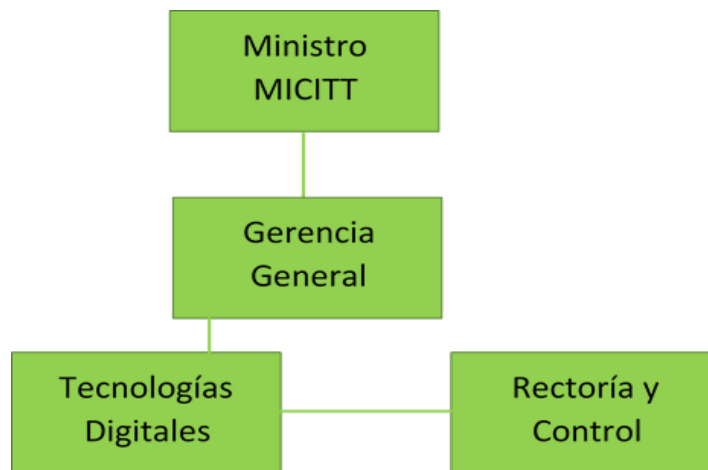 Ministro
MICITT
Gerencia
General
Tecnologías
Digitales
Rectoría y
Control